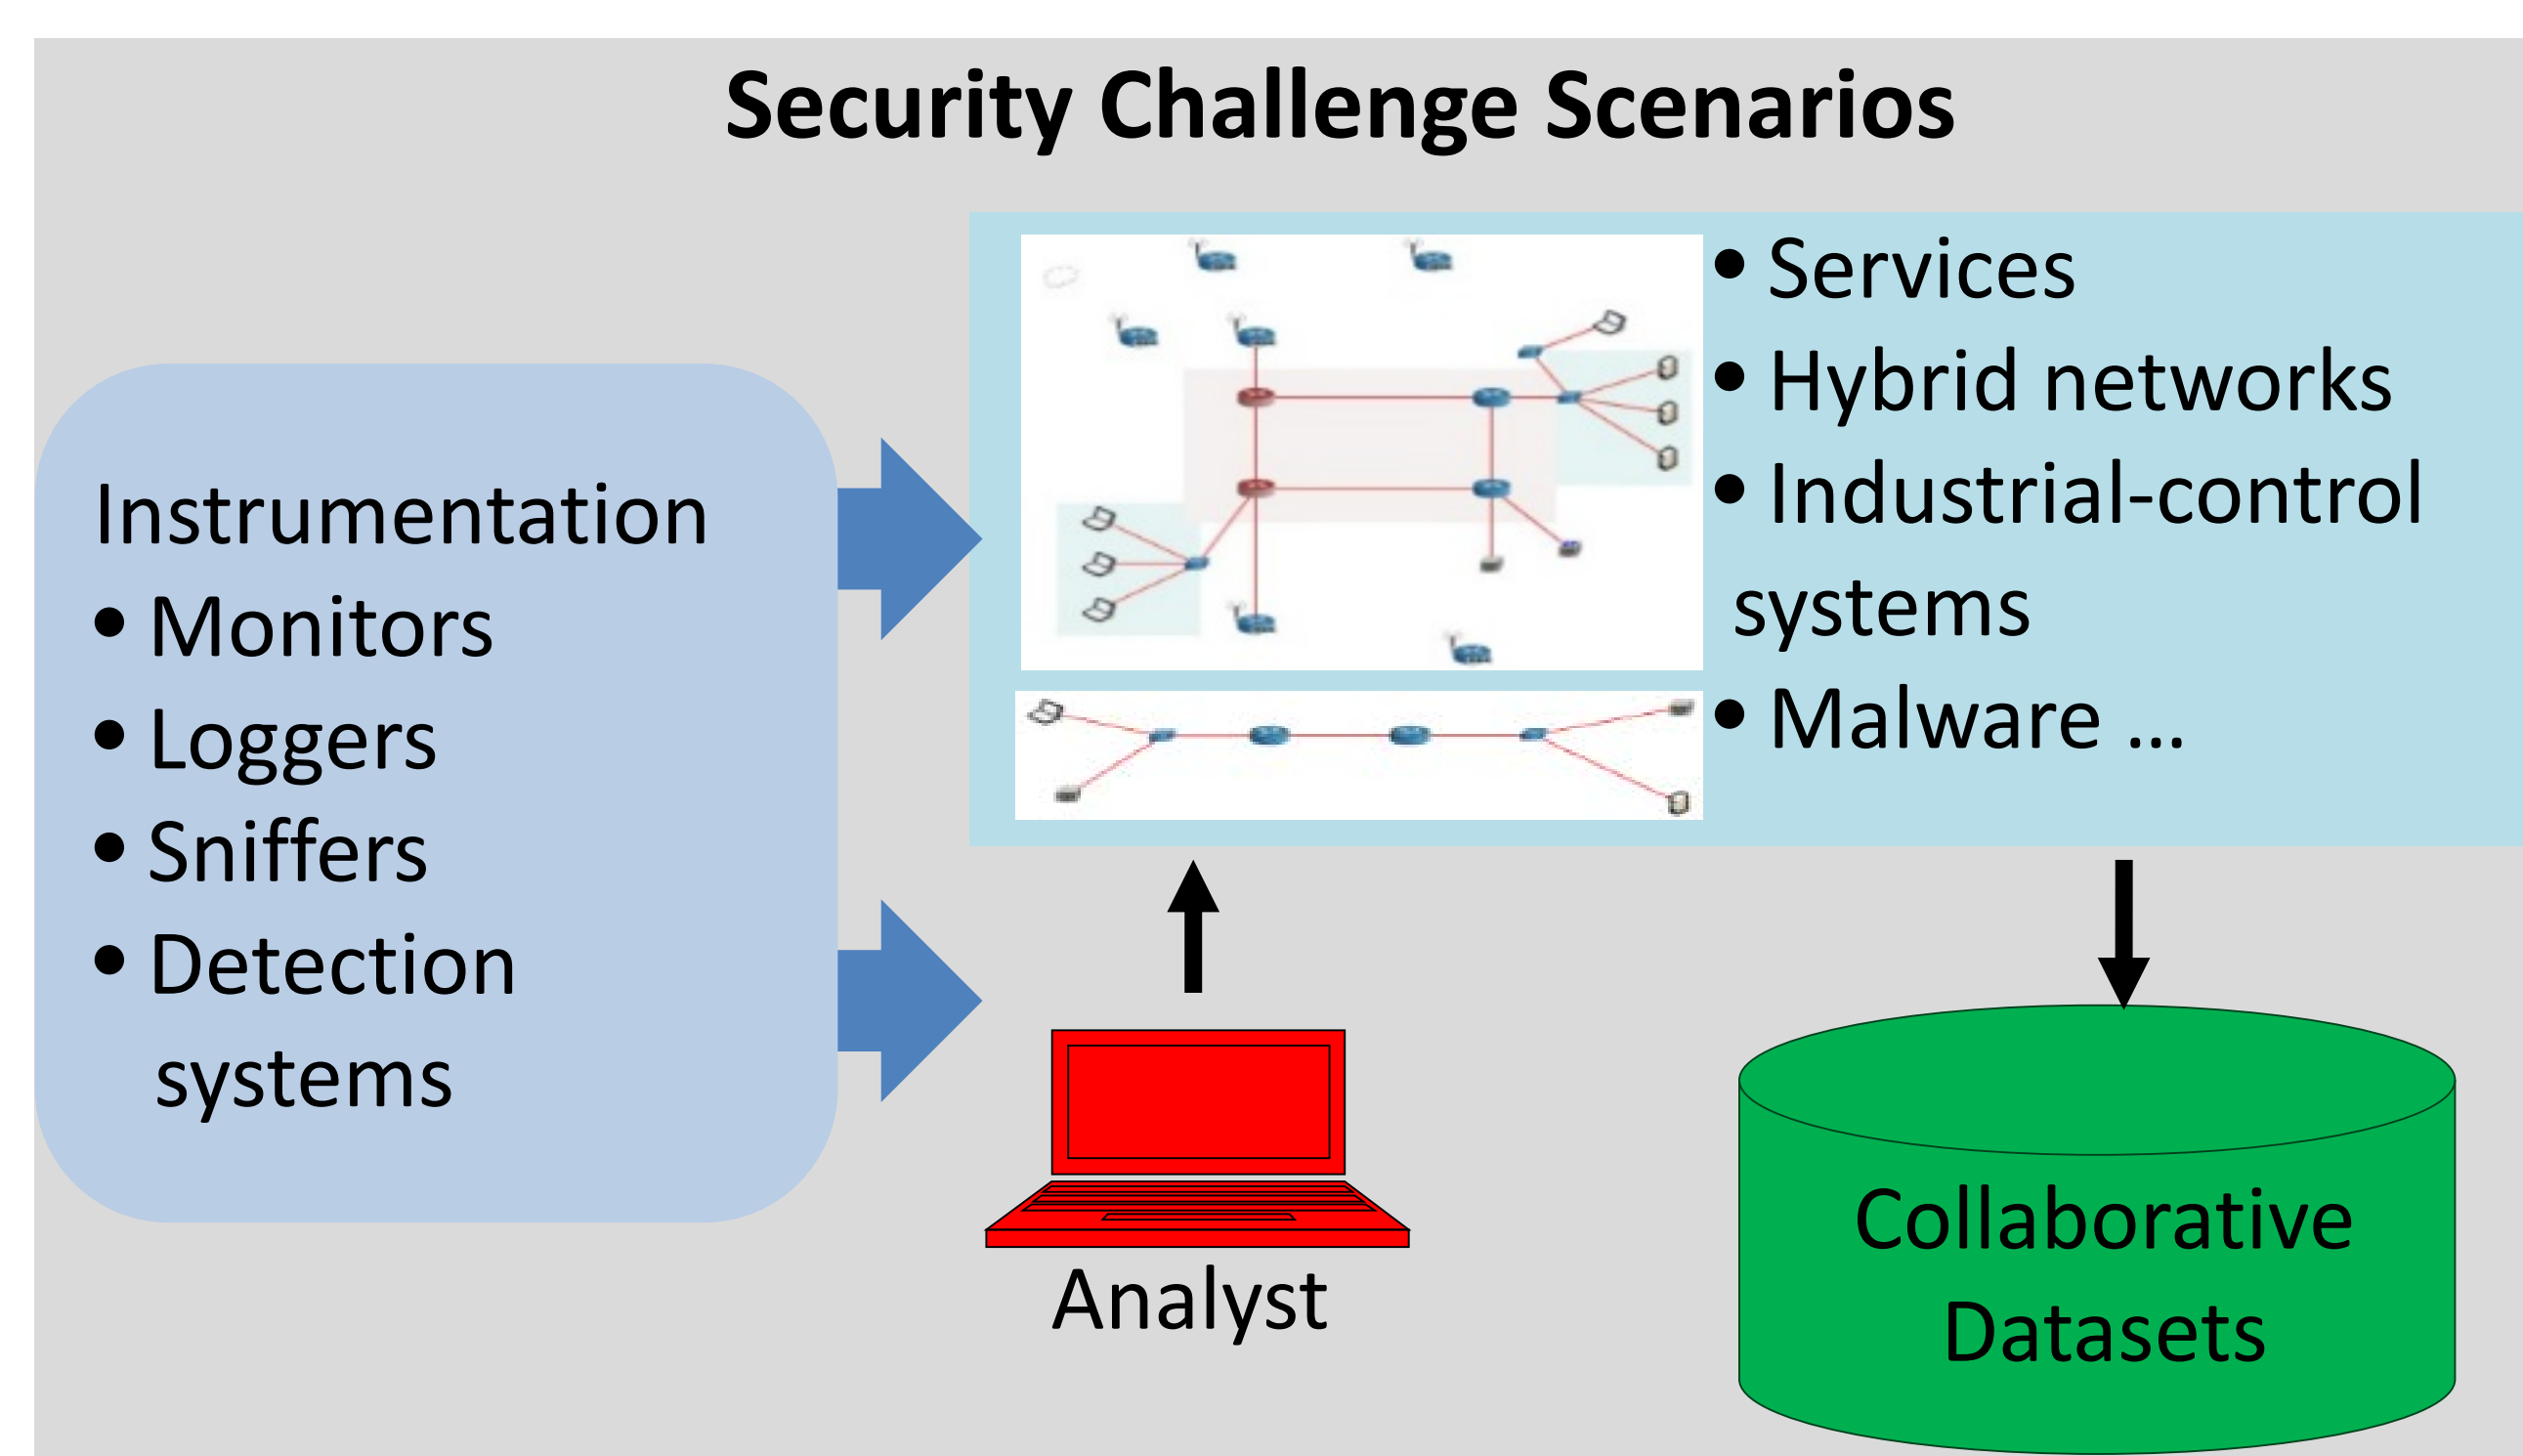 Security Challenge Scenarios
Instrumentation
• Monitors
• Loggers
• Sniffers
• Detection
systems
• Services
• Hybrid networks
• Industrial-control
systems
• Malware ...
Analyst
Collaborative
Datasets